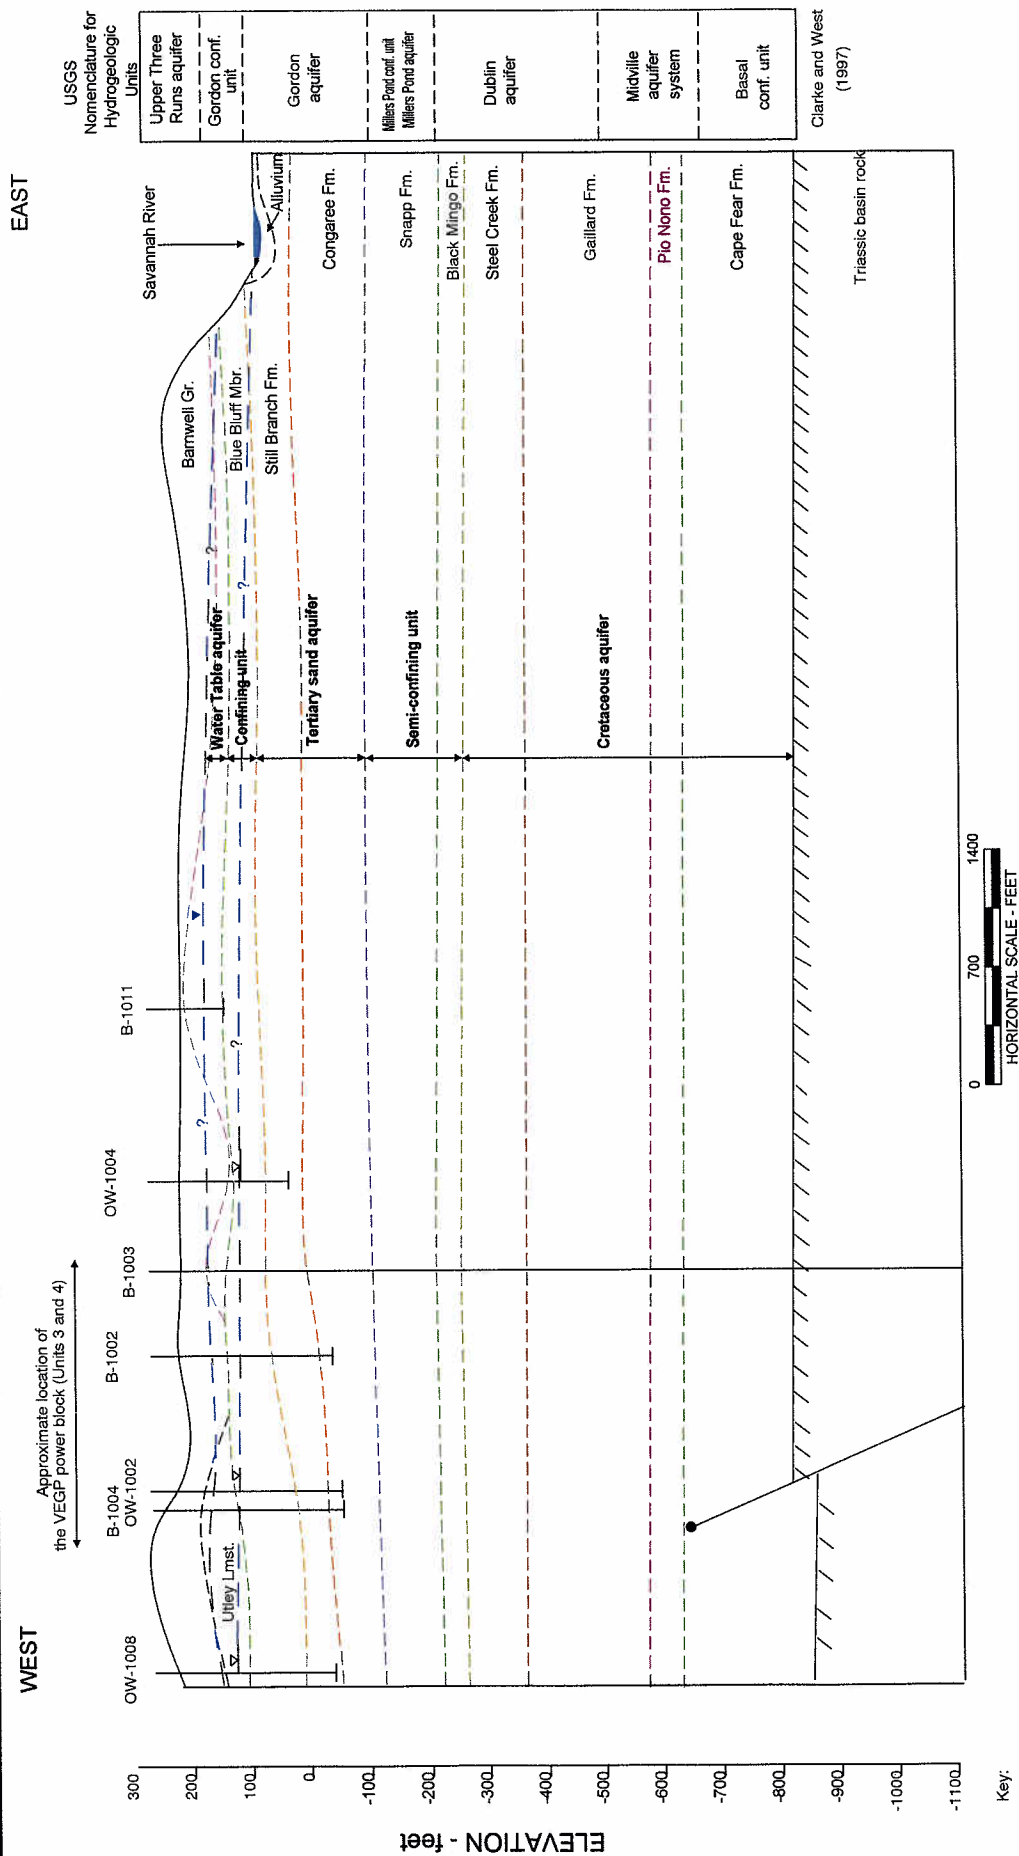 WEST
EAST
Approximate location of
the VEGP power block (Units 3 and 4)
OW-1008
B-1004
OW-1002
B-1002
B-1003
OW-1004
B-1011
Savannah River
USGS
Nomenclature for
Hydrogeologic
Units
Upper Three
Runs aquifer
Gordon conf.
unit
Gordon
aquifer
Millers Pond conf. unit
Millers Pond aquifer
Dublin
aquifer
Midville
aquifer
system
Basal
conf. unit
Clarke and West
(1997)
Utley Lmst.
?
?
?
?
Water Table aquifer
Confining unit
Tertiary sand aquifer
Semi-confining unit
Cretaceous aquifer
Barnwell Gr.
Blue Bluff Mbr.
Still Branch Fm.
Alluvium
Congaree Fm.
Snapp Fm.
Black Mingo Fm.
Steel Creek Fm.
Gaillard Fm.
Pio Nono Fm.
Cape Fear Fm.
Triassic basin rock
ELEVATION - feet
300
200
100
0
-100
-200
-300
-400
-500
-600
-700
-800
-900
-1000
-1100
0
700
1400
HORIZONTAL SCALE - FEET
Key: